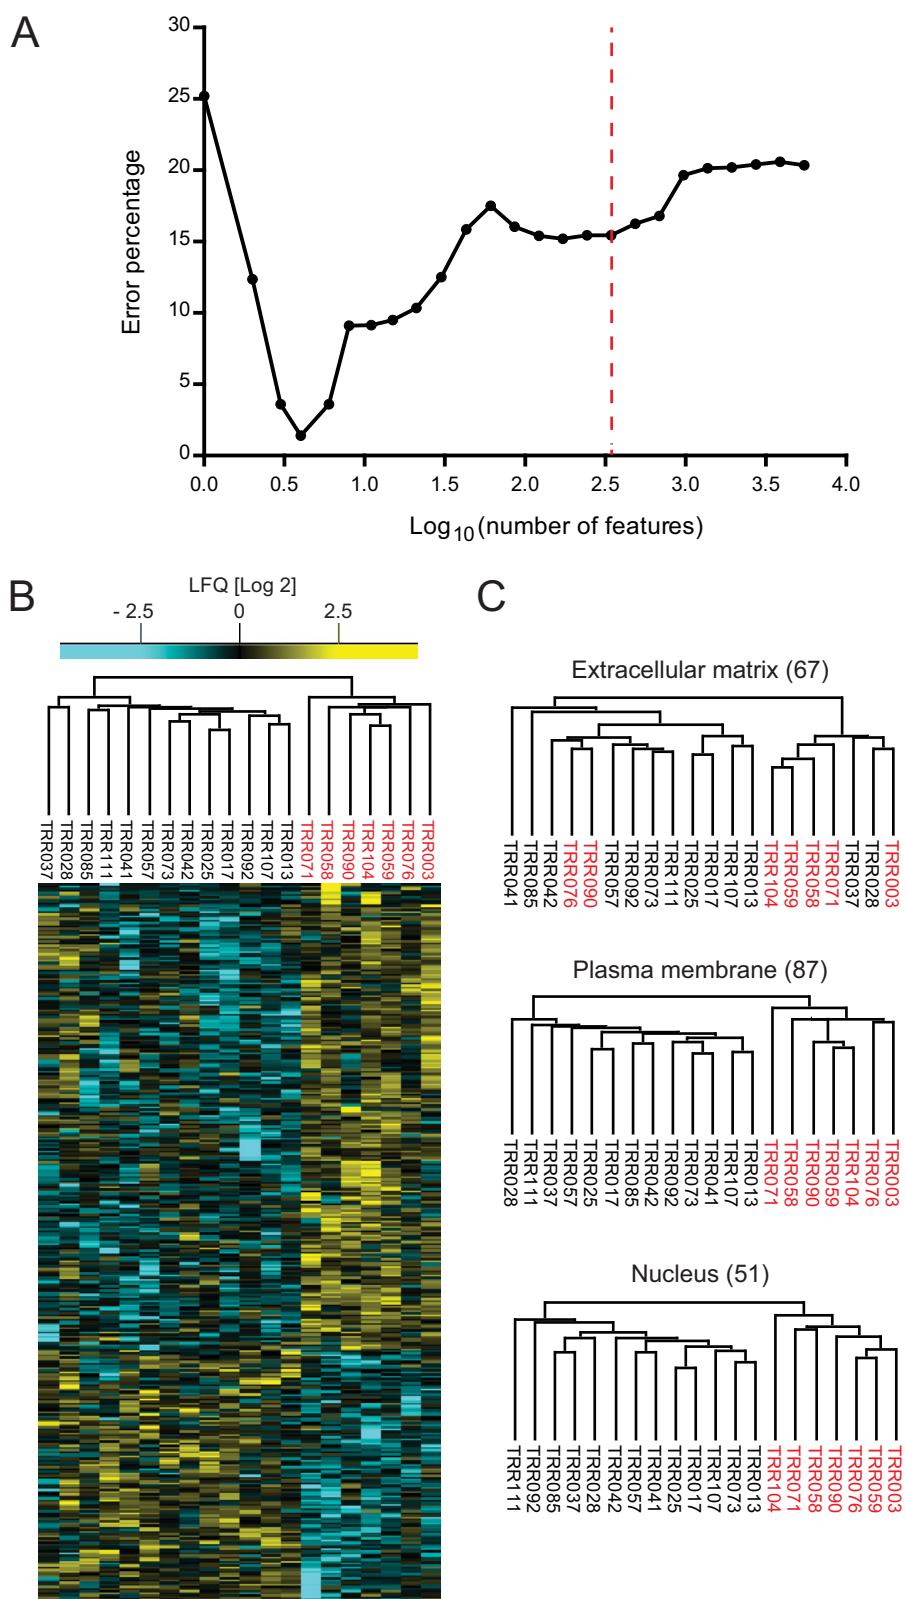 A
30
25
20
15
10
5
0
Error percentage
0.0 0.5 1.0 1.5 2.0 2.5 3.0 3.5 4.0
Log10(number of features)
B
LFQ [Log 2]
- 2.5 0 2.5
TRR037 TRR028 TRR085 TRR111 TRR041 TRR057 TRR073 TRR042 TRR025 TRR017 TRR092 TRR107 TRR013 TRR071 TRR058 TRR090 TRR104 TRR059 TRR076 TRR003
C
Extracellular matrix (67)
TRR041 TRR085 TRR042 TRR076 TRR090 TRR057 TRR092 TRR073 TRR111 TRR025 TRR017 TRR107 TRR013 TRR104 TRR059 TRR058 TRR071 TRR037 TRR028 TRR003
Plasma membrane (87)
TRR028 TRR111 TRR037 TRR057 TRR025 TRR017 TRR085 TRR042 TRR092 TRR073 TRR041 TRR107 TRR013 TRR071 TRR058 TRR090 TRR059 TRR104 TRR076 TRR003
Nucleus (51)
TRR111 TRR092 TRR085 TRR037 TRR028 TRR042 TRR057 TRR041 TRR025 TRR017 TRR107 TRR073 TRR013 TRR104 TRR071 TRR058 TRR090 TRR076 TRR059 TRR003